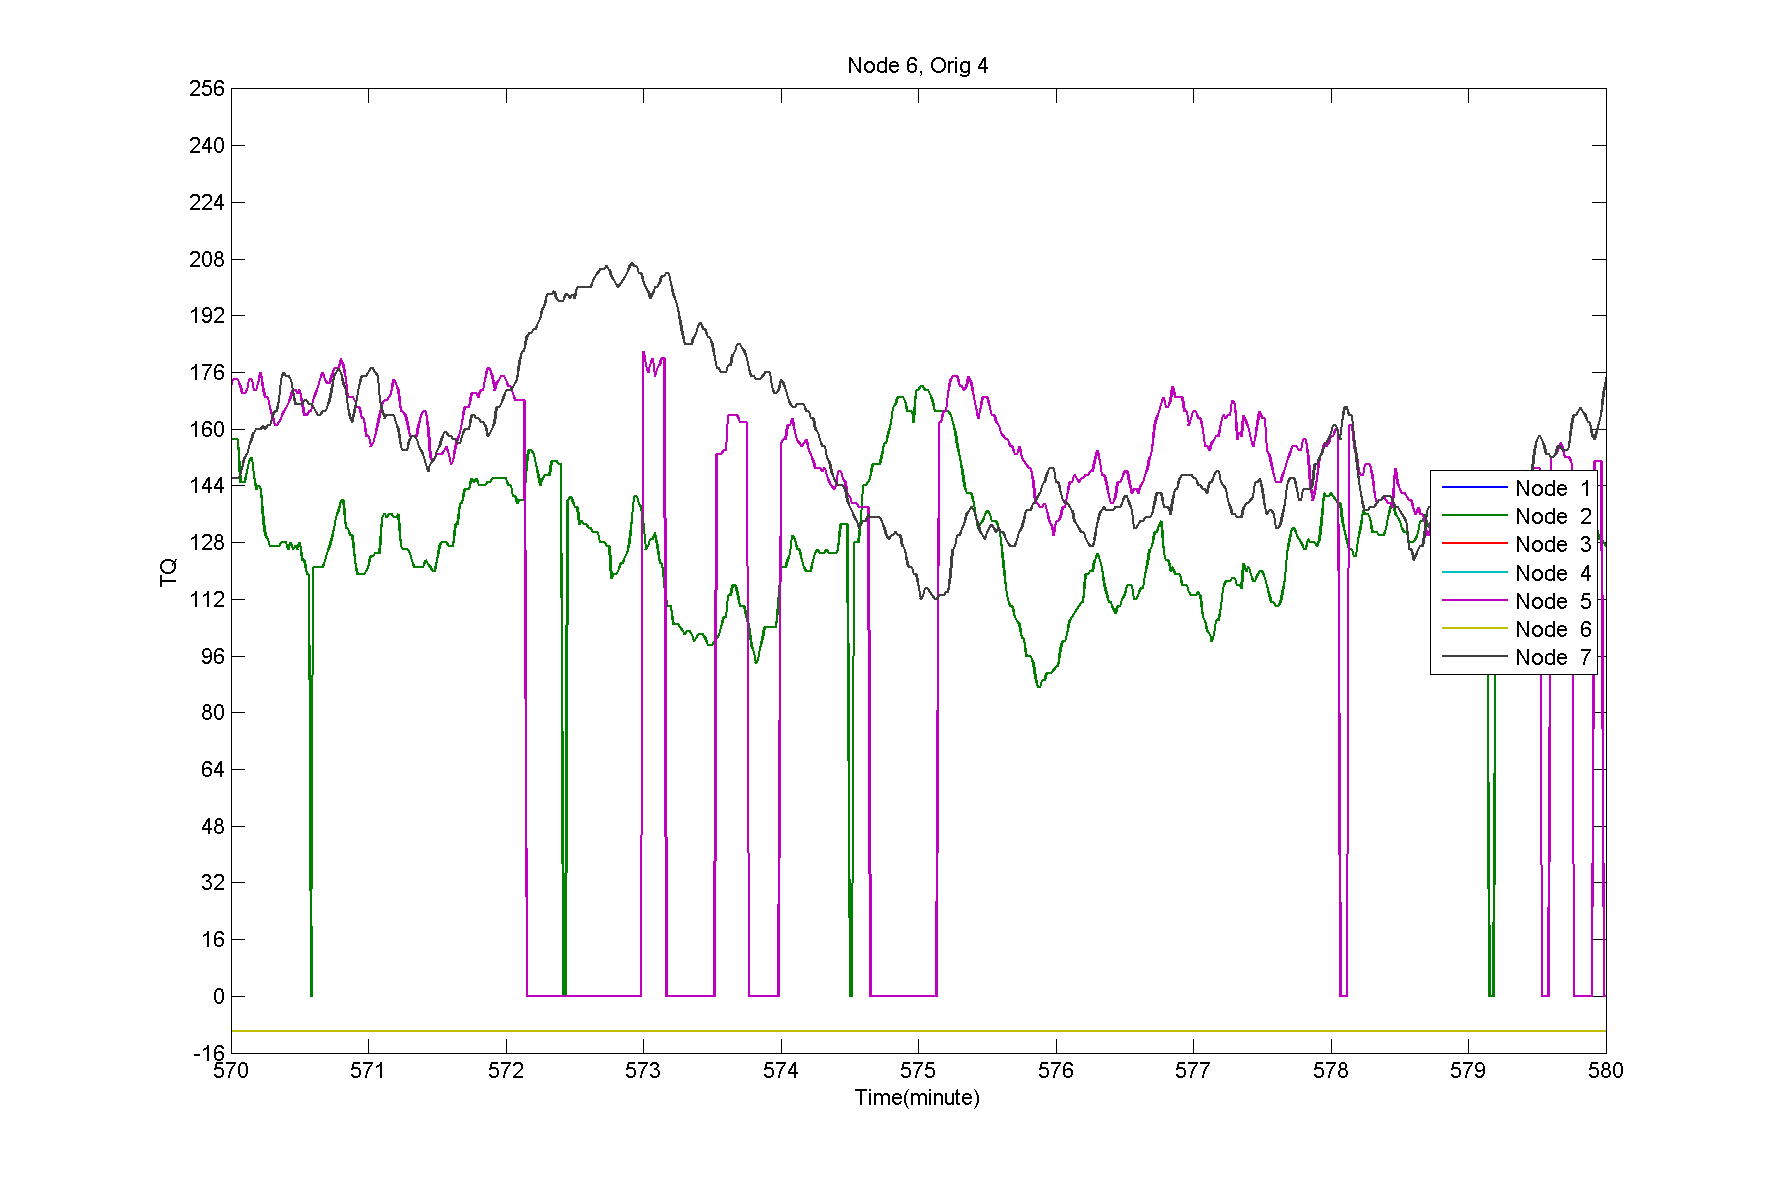 Node 6, Orig 4
256
240
224
208
192
176
160
144
128
112
96
80
64
48
32
16
0
-16
TQ
Node 1
Node 2
Node 3
Node 4
Node 5
Node 6
Node 7
570 571 572 573 574 575 576 577 578 579 580
Time(minute)